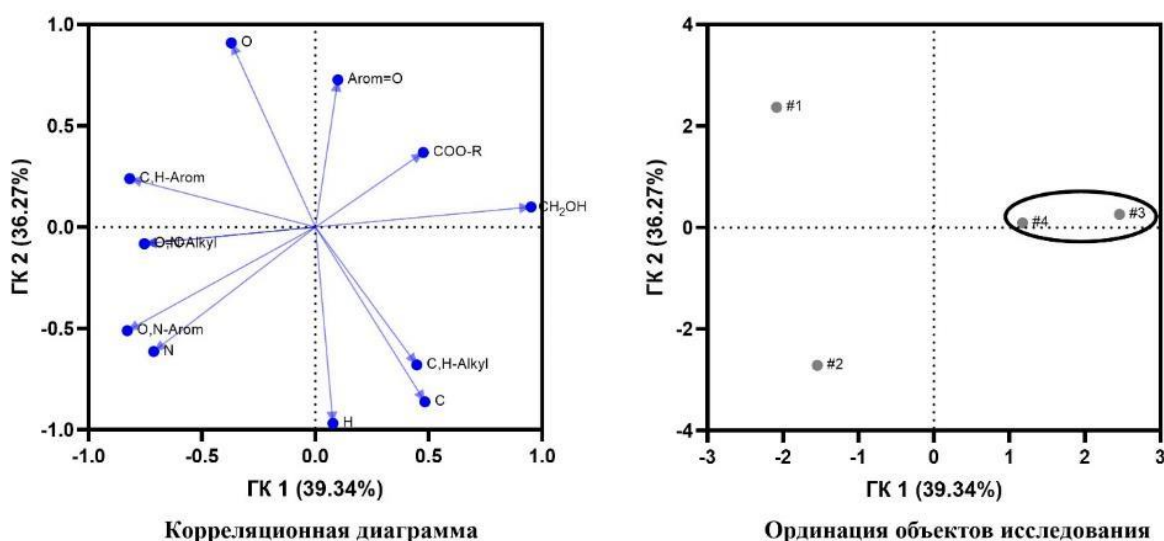 1.0
0.5
0.0
-0.5
-1.0
ГК 2 (36.27%)
O
Arom=O
COO-R
C,H-Arom
CH₂OH
O,N-Arom
N
C,H-Alkyl
C
H
-1.0 -0.5 0.0 0.5 1.0
ГК 1 (39.34%)
Корреляционная диаграмма
4
2
0
-2
-4
ГК 2 (36.27%)
#1
#3
#4
#2
-3 -2 -1 0 1 2 3
ГК 1 (39.34%)
Ординация объектов исследования